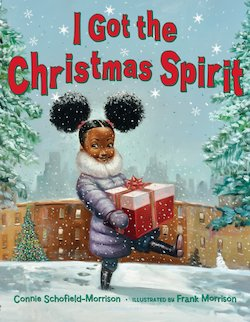 I Got the
Christmas Spirit
Connie Schofield-Morrison • ILLUSTRATED BY Frank Morrison